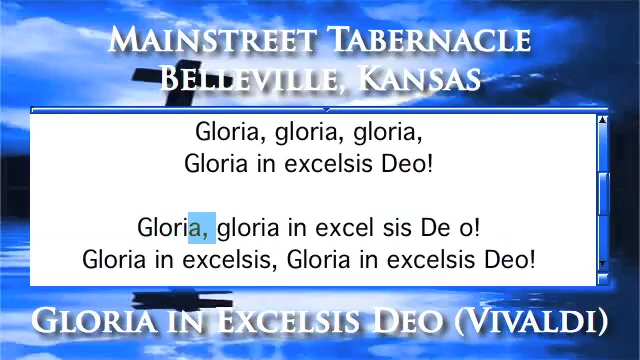 Mainstreet Tabernacle
Belleville, Kansas
Gloria, gloria, gloria,
Gloria in excelsis Deo!
Gloria, gloria in excel sis De o!
Gloria in excelsis, Gloria in excelsis Deo!
Gloria in Excelsis Deo (Vivaldi)